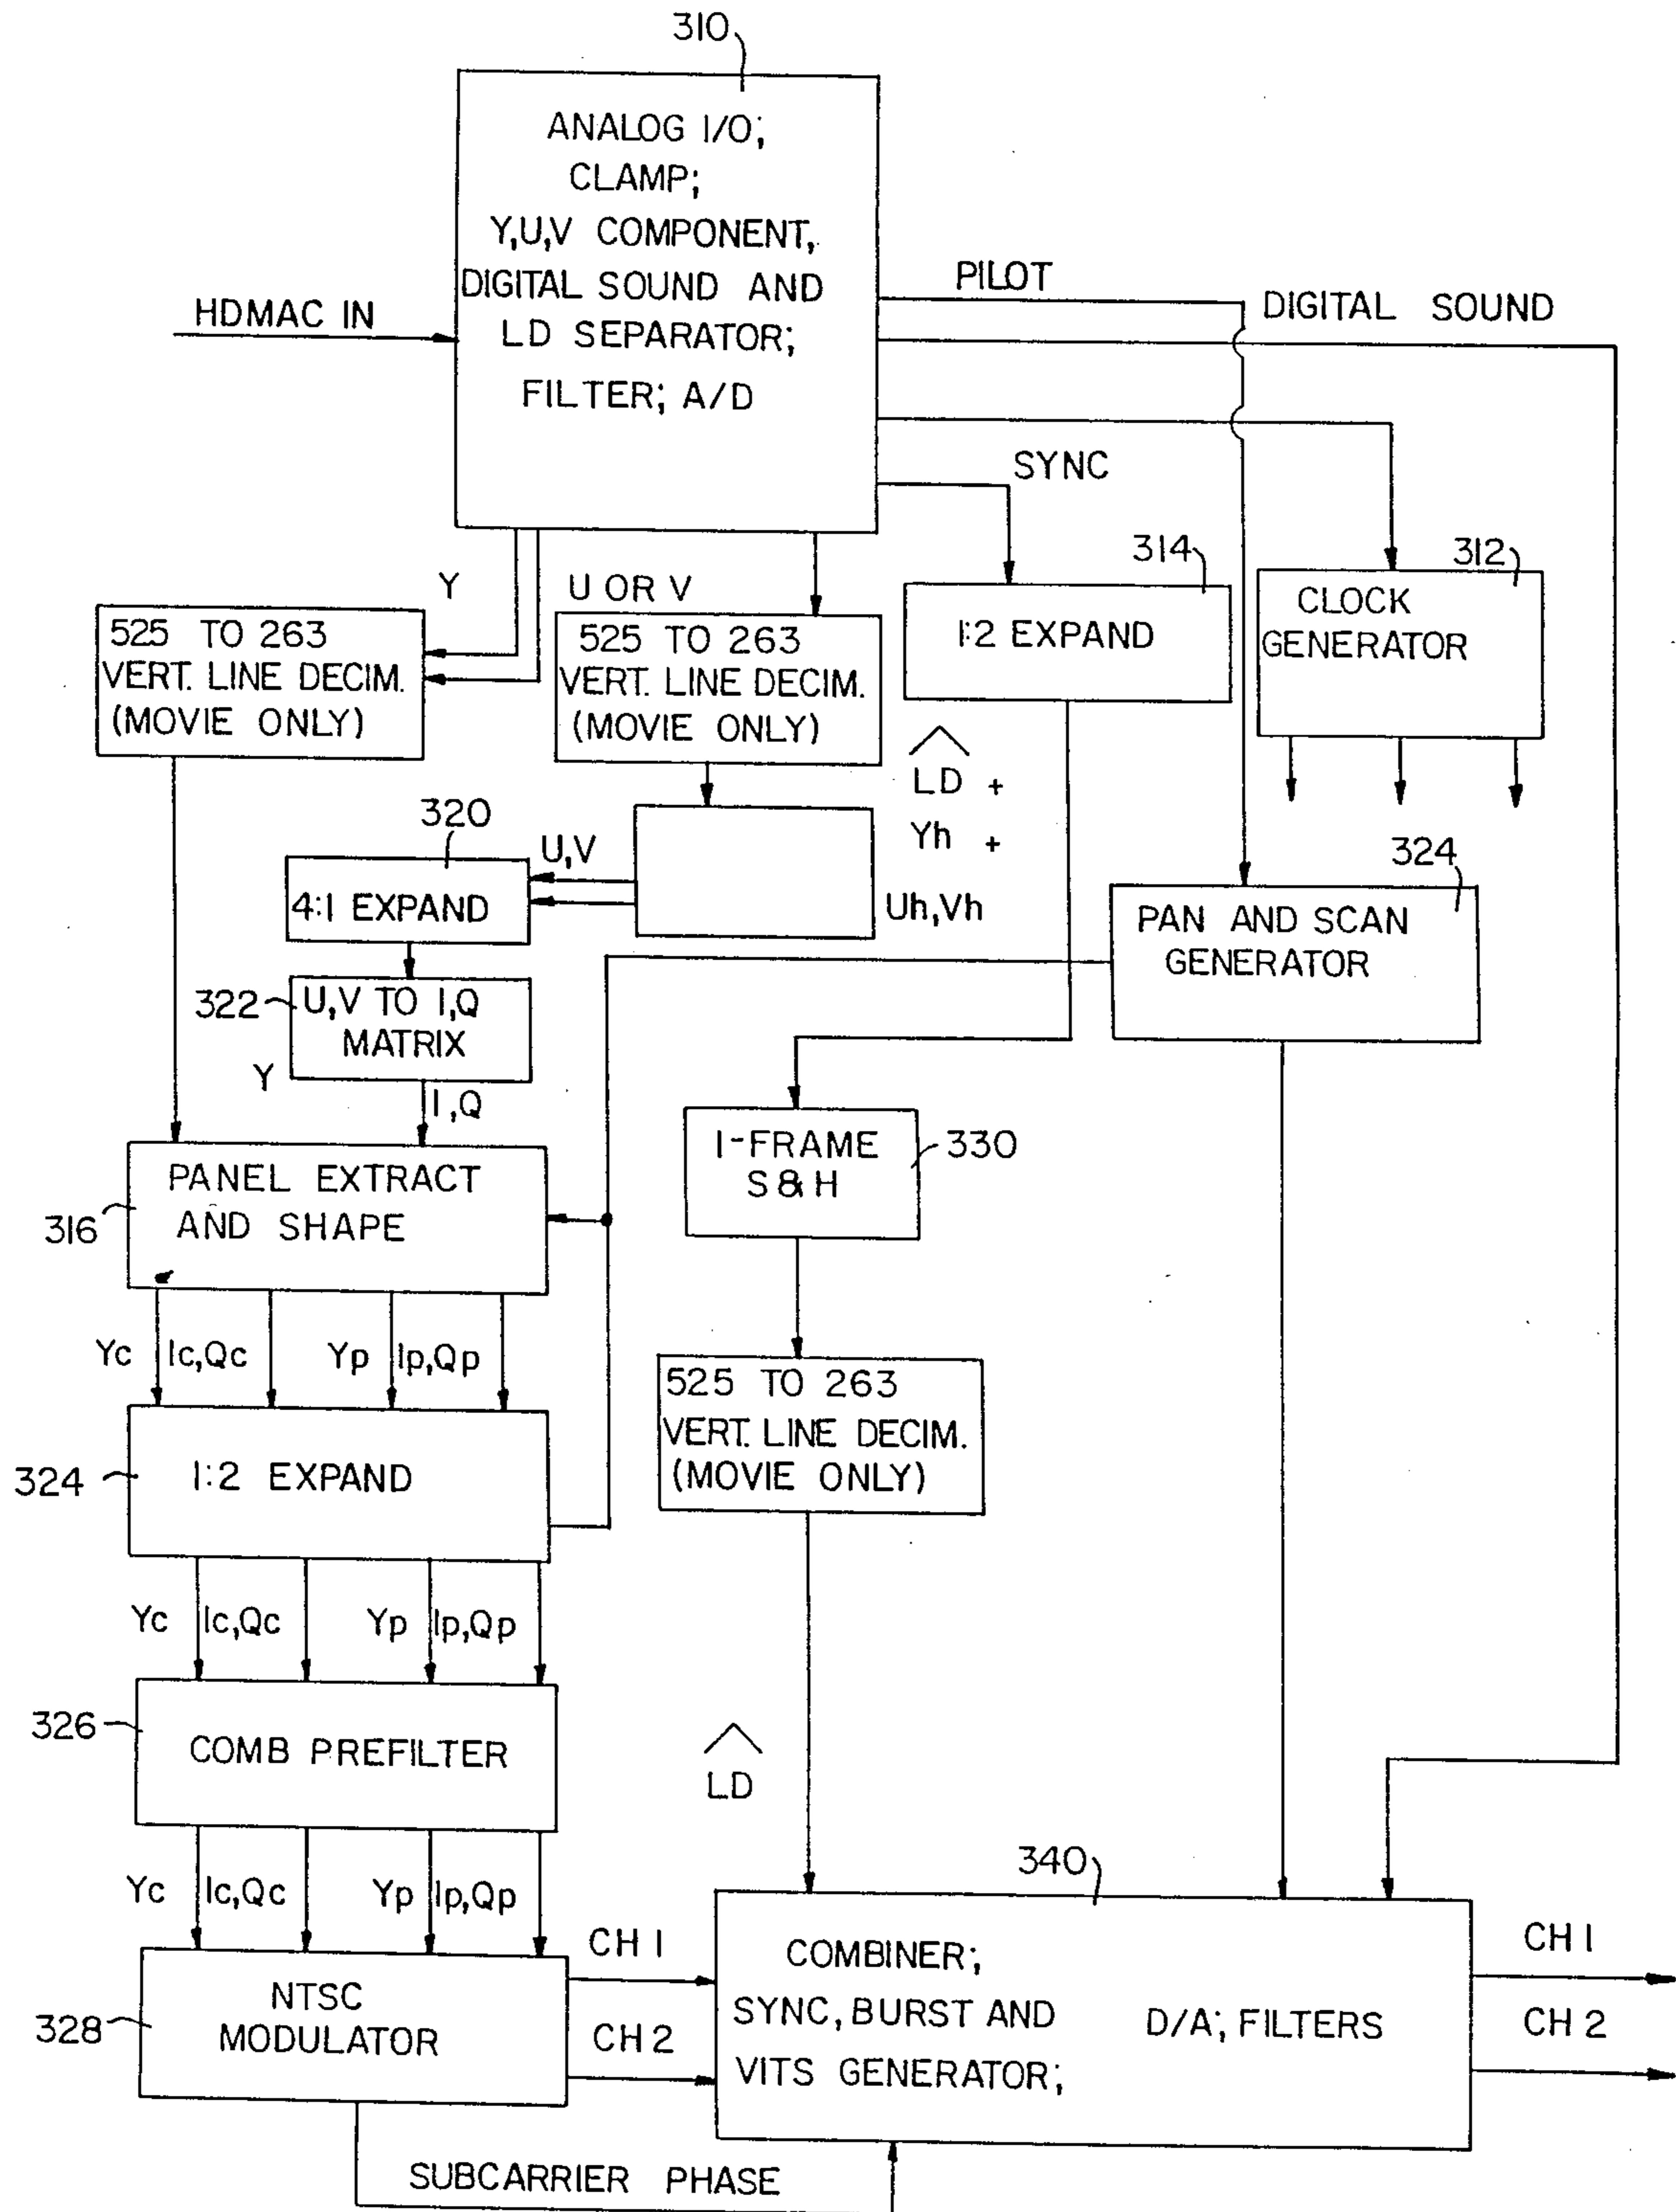 310
ANALOG I/O;
CLAMP;
Y,U,V COMPONENT,
DIGITAL SOUND AND
LD SEPARATOR;
FILTER; A/D
HDMAC IN
PILOT
DIGITAL SOUND
SYNC
Y
U OR V
314
1:2 EXPAND
312
CLOCK
GENERATOR
525 TO 263
VERT. LINE DECIM.
(MOVIE ONLY)
525 TO 263
VERT. LINE DECIM.
(MOVIE ONLY)
L͡D +
Yh +
Uh,Vh
320
U,V
4:1 EXPAND
324
PAN AND SCAN
GENERATOR
322
U,V TO I,Q
MATRIX
Y
I,Q
1-FRAME
S & H
330
316
PANEL EXTRACT
AND SHAPE
Yc Ic,Qc Yp Ip,Qp
525 TO 263
VERT. LINE DECIM.
(MOVIE ONLY)
324
1:2 EXPAND
Yc Ic,Qc Yp Ip,Qp
326
COMB PREFILTER
L͡D
Yc Ic,Qc Yp Ip,Qp
340
328
NTSC
MODULATOR
CH 1
CH 2
COMBINER;
SYNC, BURST AND
VITS GENERATOR;
D/A; FILTERS
CH 1
CH 2
SUBCARRIER PHASE